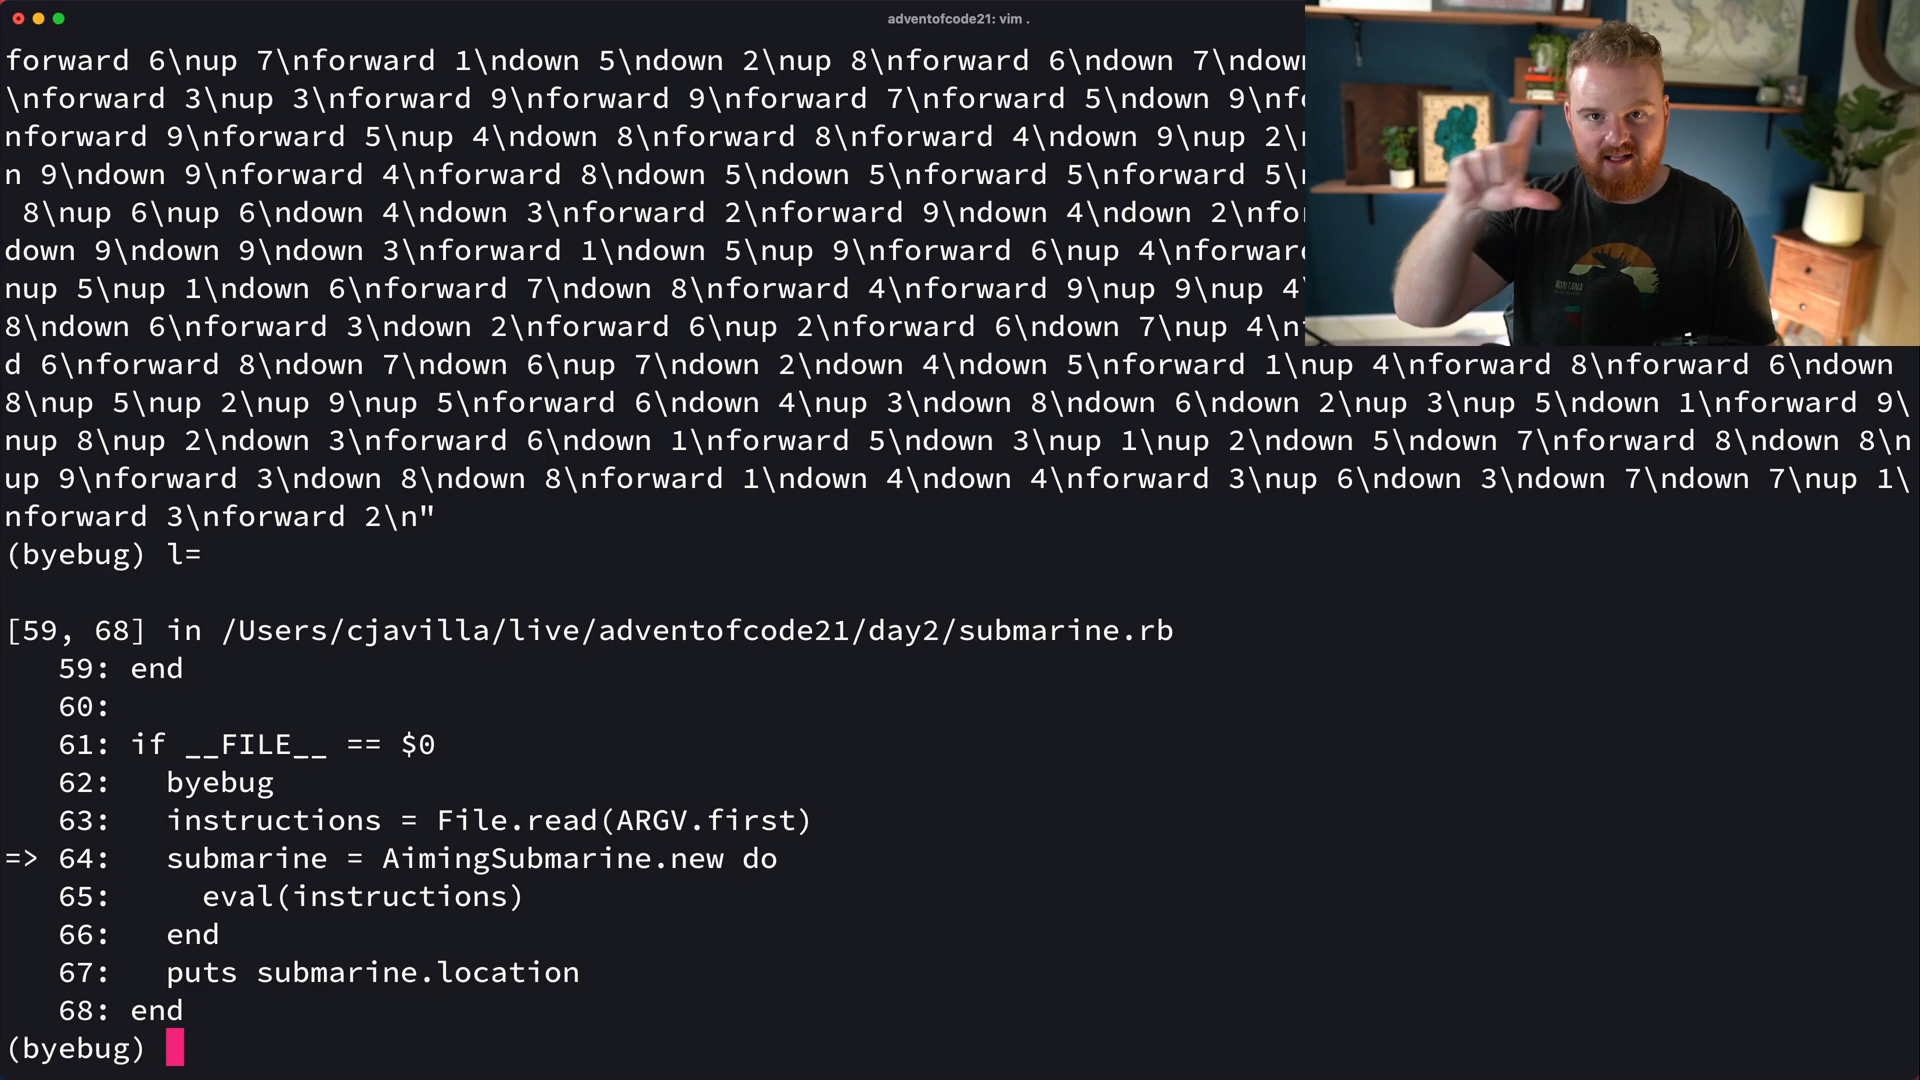 adventofcode21: vim .
forward 6\nup 7\nforward 1\ndown 5\ndown 2\nup 8\nforward 6\ndown 7\ndown
\nforward 3\nup 3\nforward 9\nforward 9\nforward 7\nforward 5\ndown 9\nf
nforward 9\nforward 5\nup 4\ndown 8\nforward 8\nforward 4\ndown 9\nup 2\
n 9\ndown 9\nforward 4\nforward 8\ndown 5\ndown 5\nforward 5\nforward 5\
8\nup 6\nup 6\ndown 4\ndown 3\nforward 2\nforward 9\ndown 4\ndown 2\nfo
down 9\ndown 9\ndown 3\nforward 1\ndown 5\nup 9\nforward 6\nup 4\nforwar
nup 5\nup 1\ndown 6\nforward 7\ndown 8\nforward 4\nforward 9\nup 9\nup 4\
8\ndown 6\nforward 3\ndown 2\nforward 6\nup 2\nforward 6\ndown 7\nup 4\n
d 6\nforward 8\ndown 7\ndown 6\nup 7\ndown 2\ndown 4\ndown 5\nforward 1\nup 4\nforward 8\nforward 6\ndown
8\nup 5\nup 2\nup 9\nup 5\nforward 6\ndown 4\nup 3\ndown 8\ndown 6\ndown 2\nup 3\nup 5\ndown 1\nforward 9\
nup 8\nup 2\ndown 3\nforward 6\ndown 1\nforward 5\ndown 3\nup 1\nup 2\ndown 5\ndown 7\nforward 8\ndown 8\n
up 9\nforward 3\ndown 8\ndown 8\nforward 1\ndown 4\ndown 4\nforward 3\nup 6\ndown 3\ndown 7\ndown 7\nup 1\
nforward 3\nforward 2\n"
(byebug) l=
[59, 68] in /Users/cjavilla/live/adventofcode21/day2/submarine.rb
59: end
60:
61: if __FILE__ == $0
62:   byebug
63:   instructions = File.read(ARGV.first)
=> 64:   submarine = AimingSubmarine.new do
65:     eval(instructions)
66:   end
67:   puts submarine.location
68: end
(byebug)
MONTANA